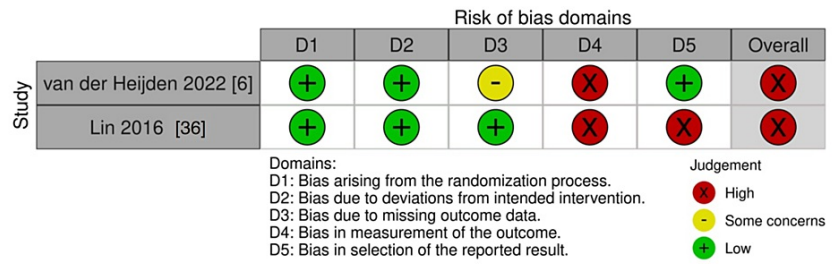 Risk of bias domains
D1 D2 D3 D4 D5 Overall
Study
van der Heijden 2022 [6] + + - X + X
Lin 2016 [36] + + + X X X
Domains:
D1: Bias arising from the randomization process.
D2: Bias due to deviations from intended intervention.
D3: Bias due to missing outcome data.
D4: Bias in measurement of the outcome.
D5: Bias in selection of the reported result.
Judgement
X High
- Some concerns
+ Low